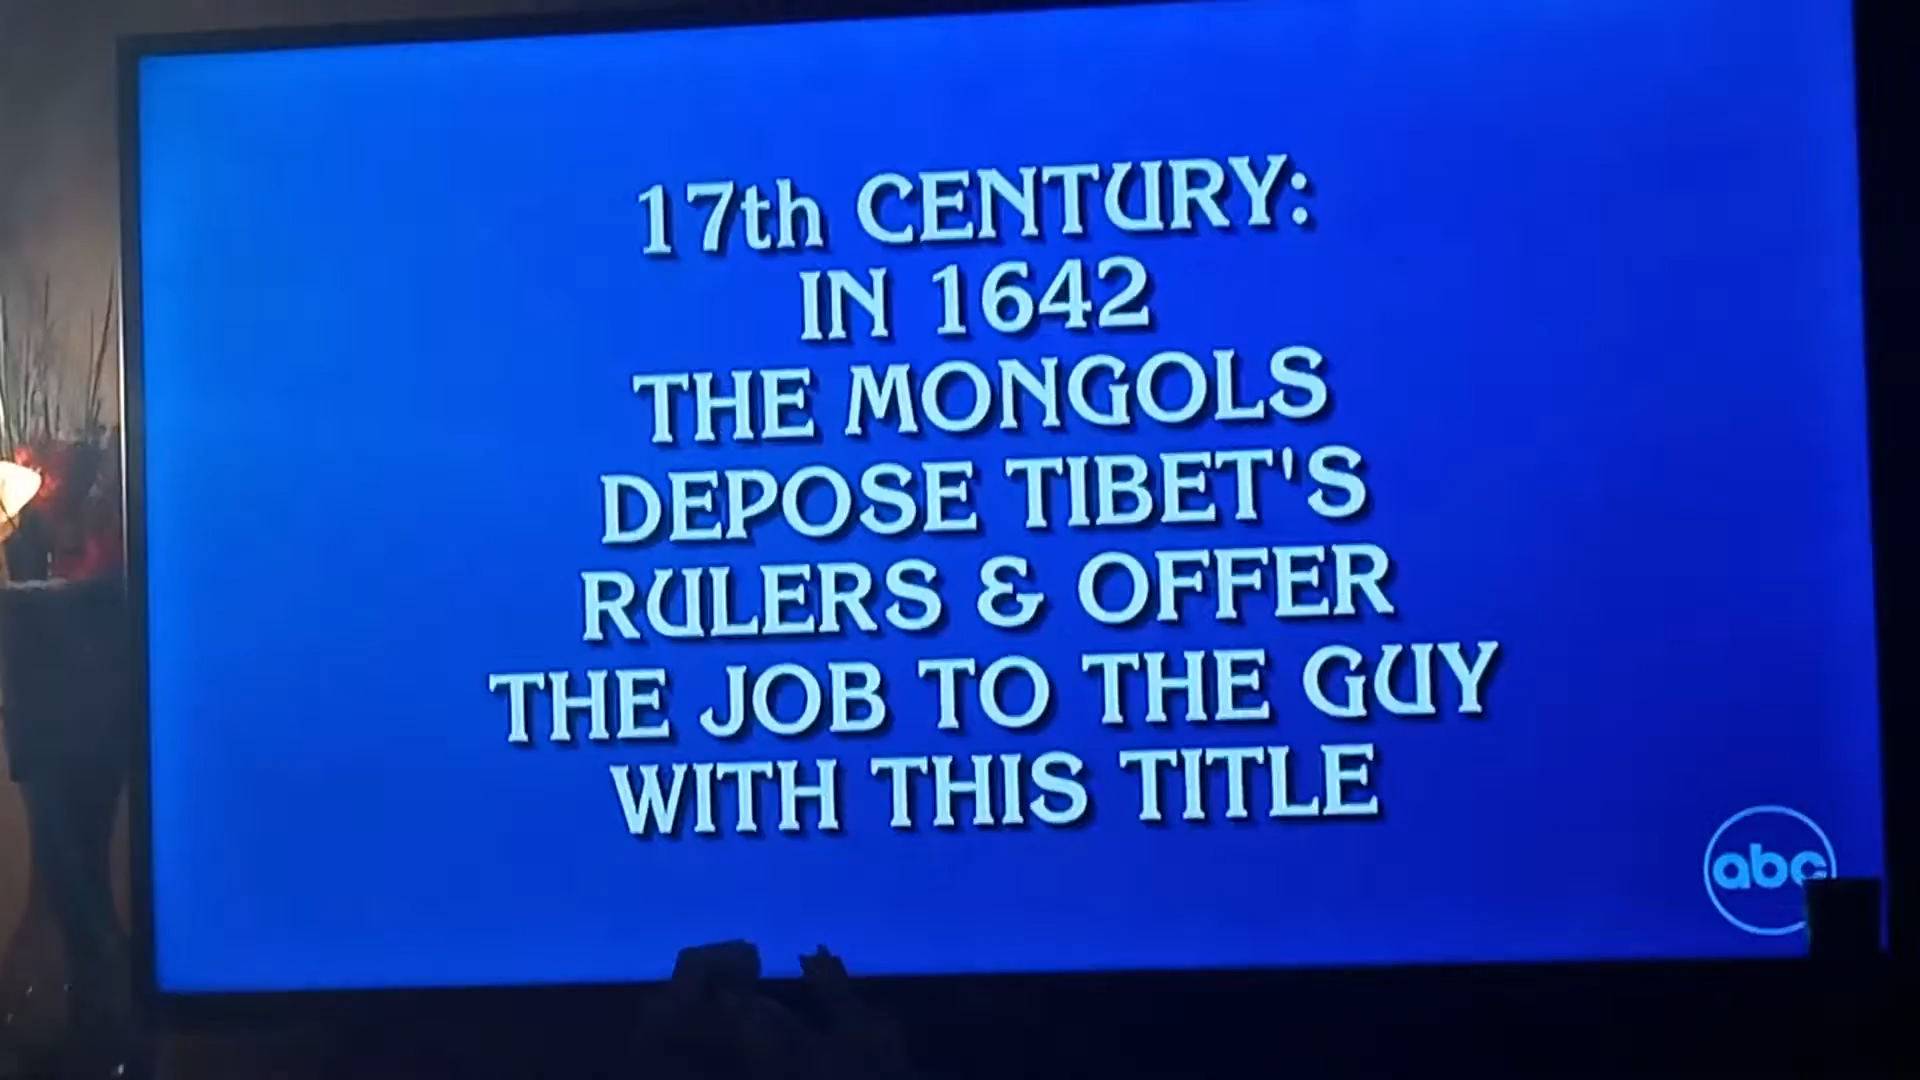 17th CENTURY:
IN 1642
THE MONGOLS
DEPOSE TIBET'S
RULERS & OFFER
THE JOB TO THE GUY
WITH THIS TITLE
abc